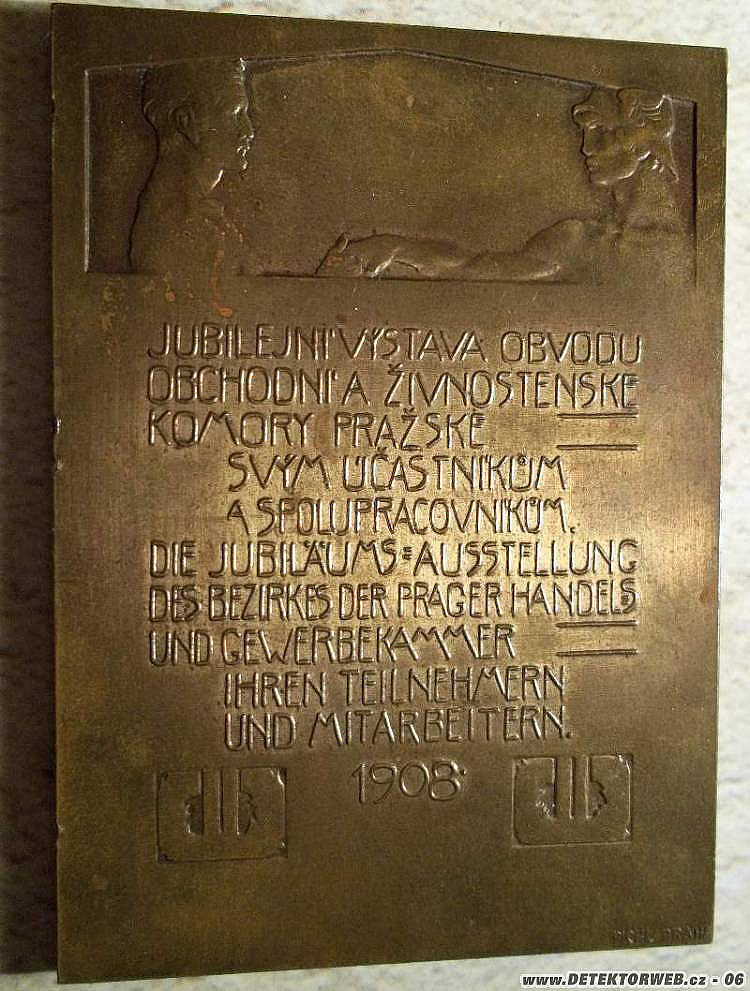 JUBILEJNÍ VÝSTAVA OBVODU
OBCHODNÍ A ŽIVNOSTENSKÉ
KOMORY PRAŽSKÉ
SVÝM ÚČASTNÍKŮM
A SPOLUPRACOVNÍKŮM.
DIE JUBILÄUMS=AUSSTELLUNG
DES BEZIRKES DER PRAGER HANDELS
UND GEWERBEKAMMER
IHREN TEILNEHMERN
UND MITARBEITERN.
1908·
www.DETEKTORWEB.cz - 06